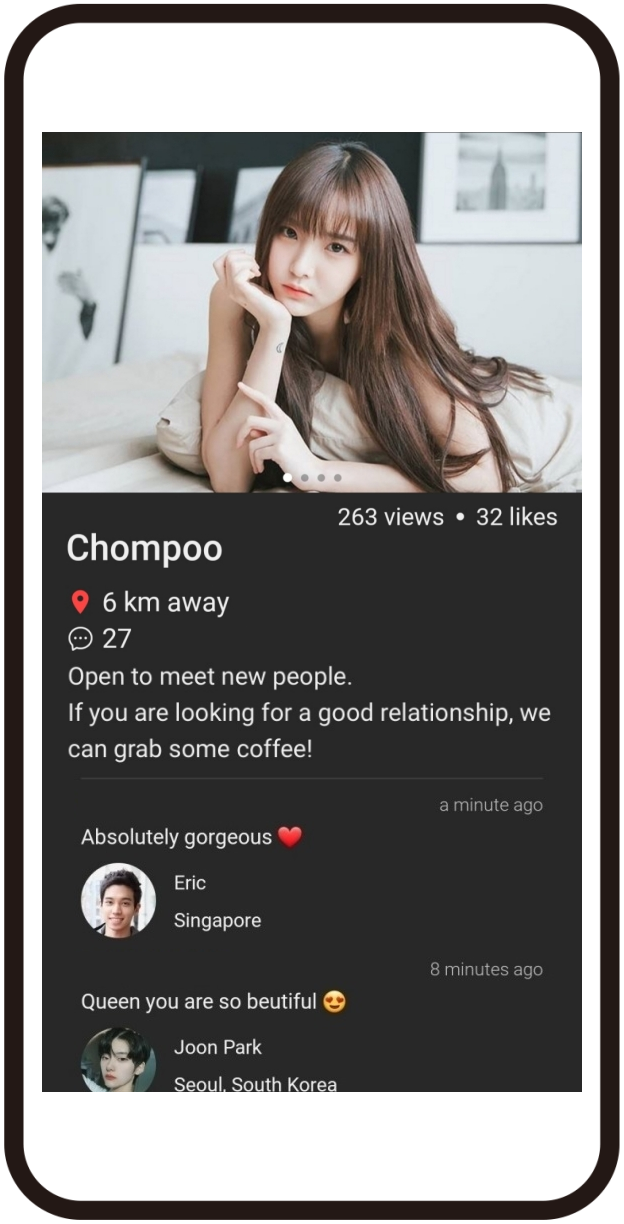 263 views • 32 likes
Chompoo
6 km away
27
Open to meet new people.
If you are looking for a good relationship, we
can grab some coffee!
a minute ago
Absolutely gorgeous ❤️
Eric
Singapore
8 minutes ago
Queen you are so beutiful 😍
Joon Park
Seoul, South Korea